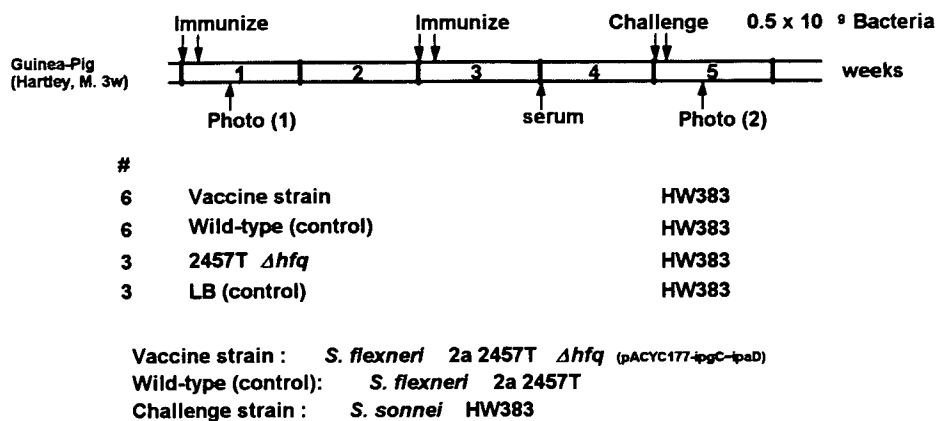 Immunize Immunize Challenge 0.5 x 10 9 Bacteria
Guinea-Pig
(Hartley, M. 3w)
1 2 3 4 5 weeks
Photo (1) serum Photo (2)
#
6 Vaccine strain HW383
6 Wild-type (control) HW383
3 2457T Δhfq HW383
3 LB (control) HW383
Vaccine strain : S. flexneri 2a 2457T Δhfq (pACYC177-ipgC-ipaD)
Wild-type (control): S. flexneri 2a 2457T
Challenge strain : S. sonnei HW383